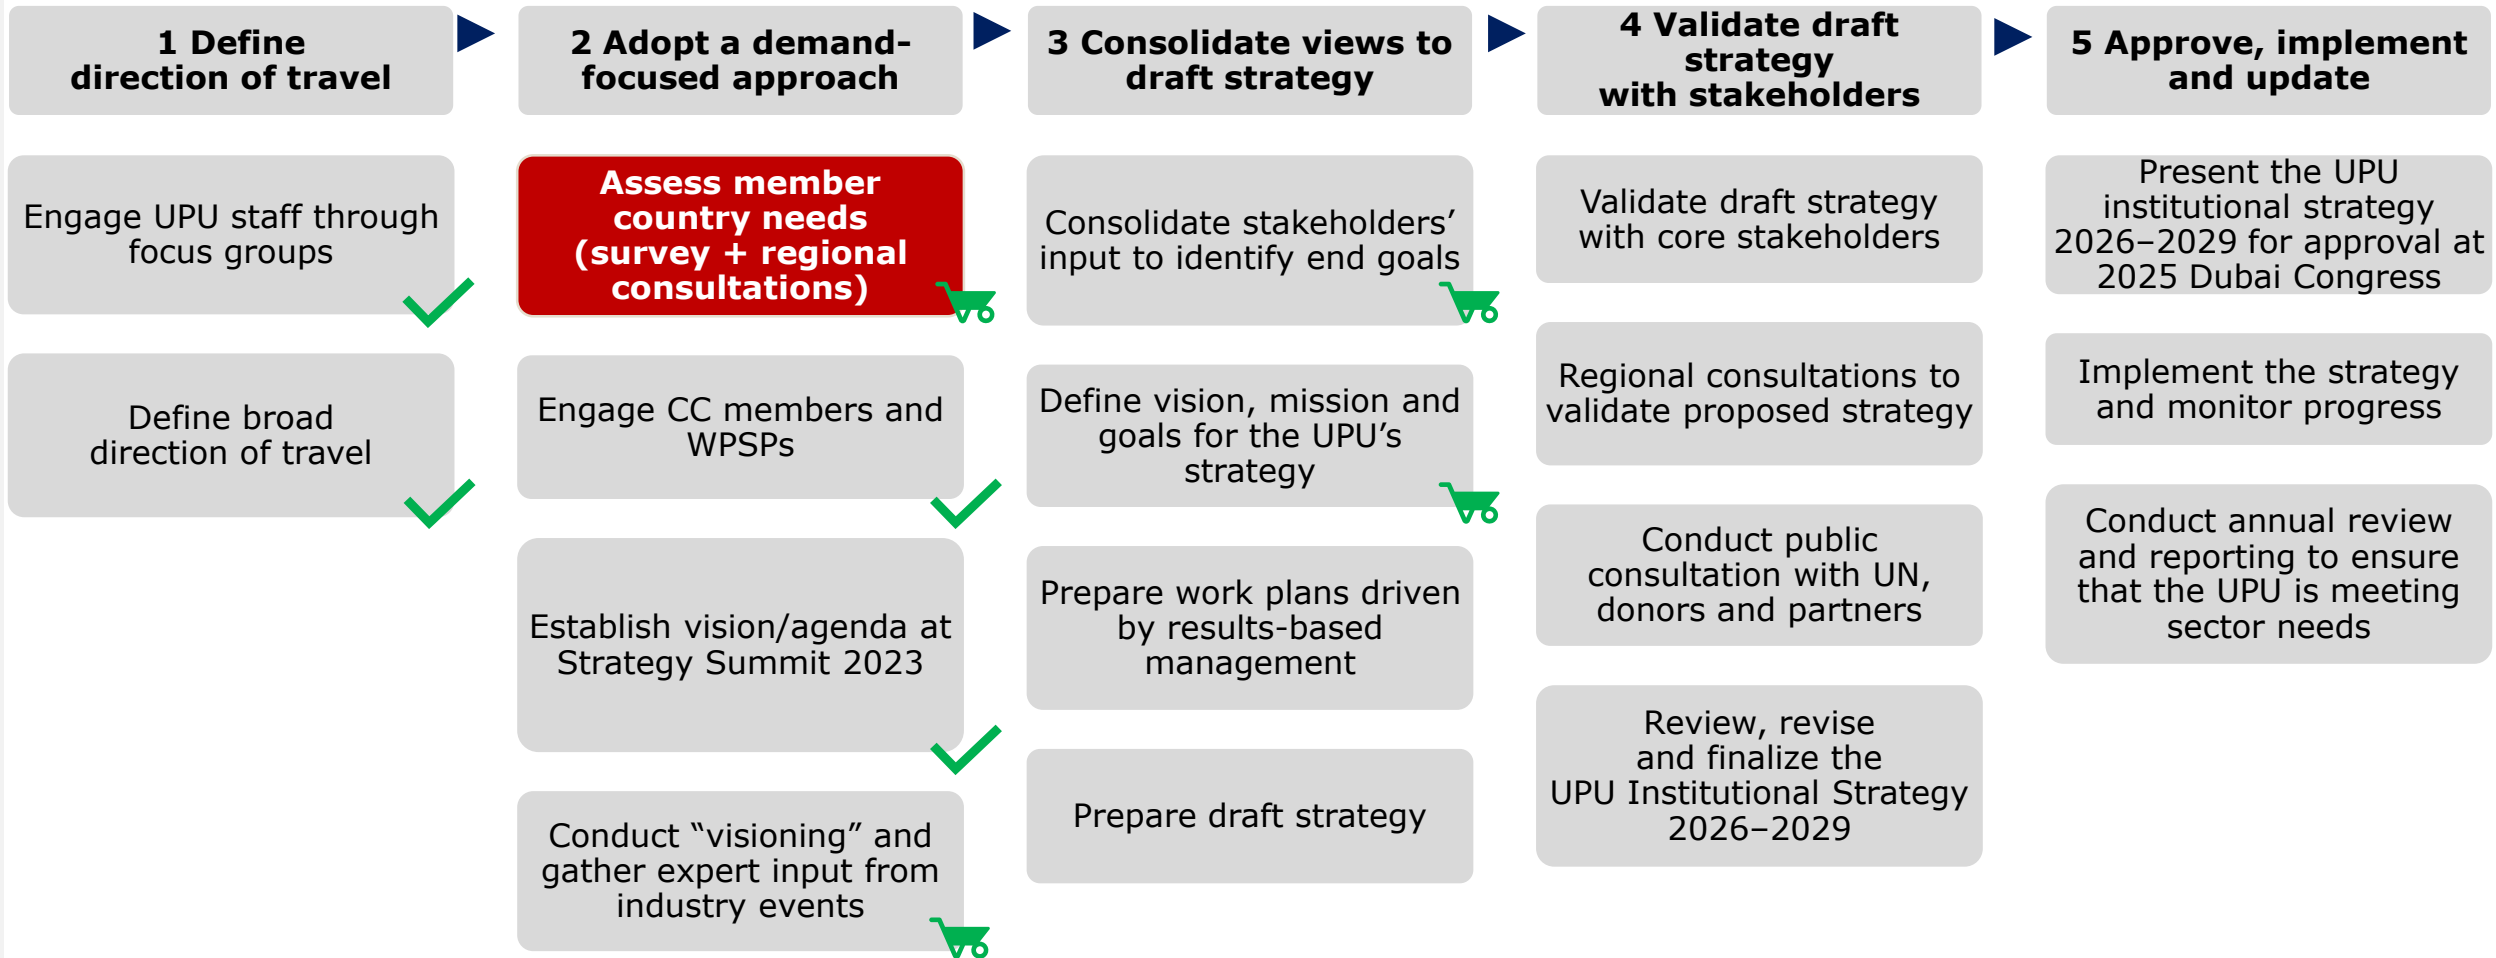 1 Define
direction of travel
Engage UPU staff through
focus groups
Define broad
direction of travel
2 Adopt a demand-
focused approach
Assess member
country needs
(survey + regional
consultations)
Engage CC members and
WPSPs
Establish vision/agenda at
Strategy Summit 2023
Conduct “visioning” and
gather expert input from
industry events
3 Consolidate views to
draft strategy
Consolidate stakeholders’
input to identify end goals
Define vision, mission and
goals for the UPU’s
strategy
Prepare work plans driven
by results-based
management
Prepare draft strategy
4 Validate draft
strategy
with stakeholders
Validate draft strategy
with core stakeholders
Regional consultations to
validate proposed strategy
Conduct public
consultation with UN,
donors and partners
Review, revise
and finalize the
UPU Institutional Strategy
2026–2029
5 Approve, implement
and update
Present the UPU
institutional strategy
2026–2029 for approval at
2025 Dubai Congress
Implement the strategy
and monitor progress
Conduct annual review
and reporting to ensure
that the UPU is meeting
sector needs